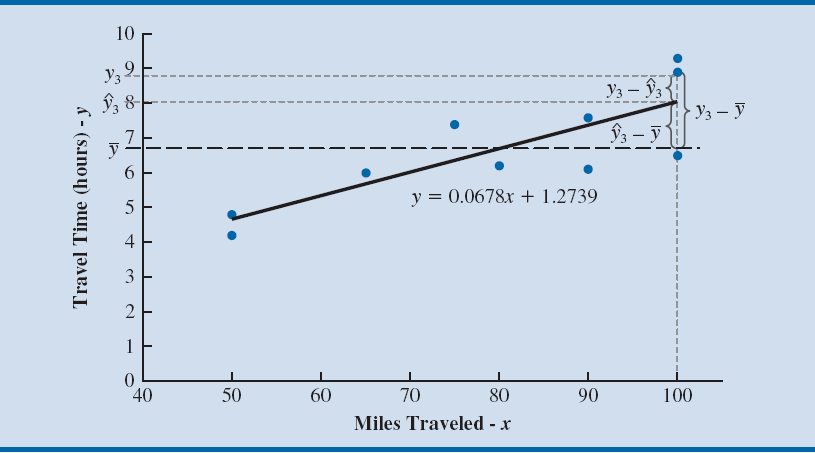 10
y₃ 9
ŷ₃ 8
7
y̅
6
5
4
3
2
1
0
Travel Time (hours) - y
y₃ – ŷ₃
y₃ – y̅
ŷ₃ – y̅
y = 0.0678x + 1.2739
40 50 60 70 80 90 100
Miles Traveled - x